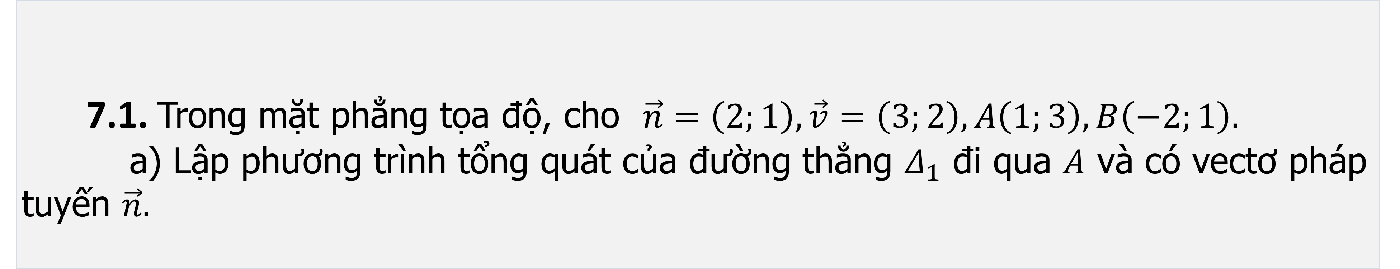 7.1. Trong mặt phẳng tọa độ, cho n⃗ = (2; 1), v⃗ = (3; 2), A(1; 3), B(−2; 1).
a) Lập phương trình tổng quát của đường thẳng Δ₁ đi qua A và có vectơ pháp
tuyến n⃗.